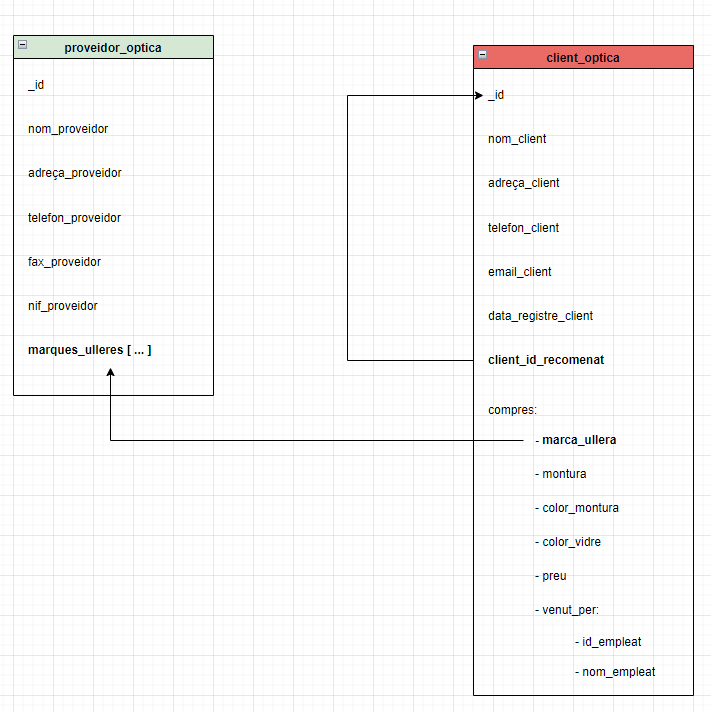 proveidor_optica
_id
nom_proveidor
adreça_proveidor
telefon_proveidor
fax_proveidor
nif_proveidor
marques_ulleres [ ... ]
client_optica
_id
nom_client
adreça_client
telefon_client
email_client
data_registre_client
client_id_recomenat
compres:
- marca_ullera
- montura
- color_montura
- color_vidre
- preu
- venut_per:
- id_empleat
- nom_empleat